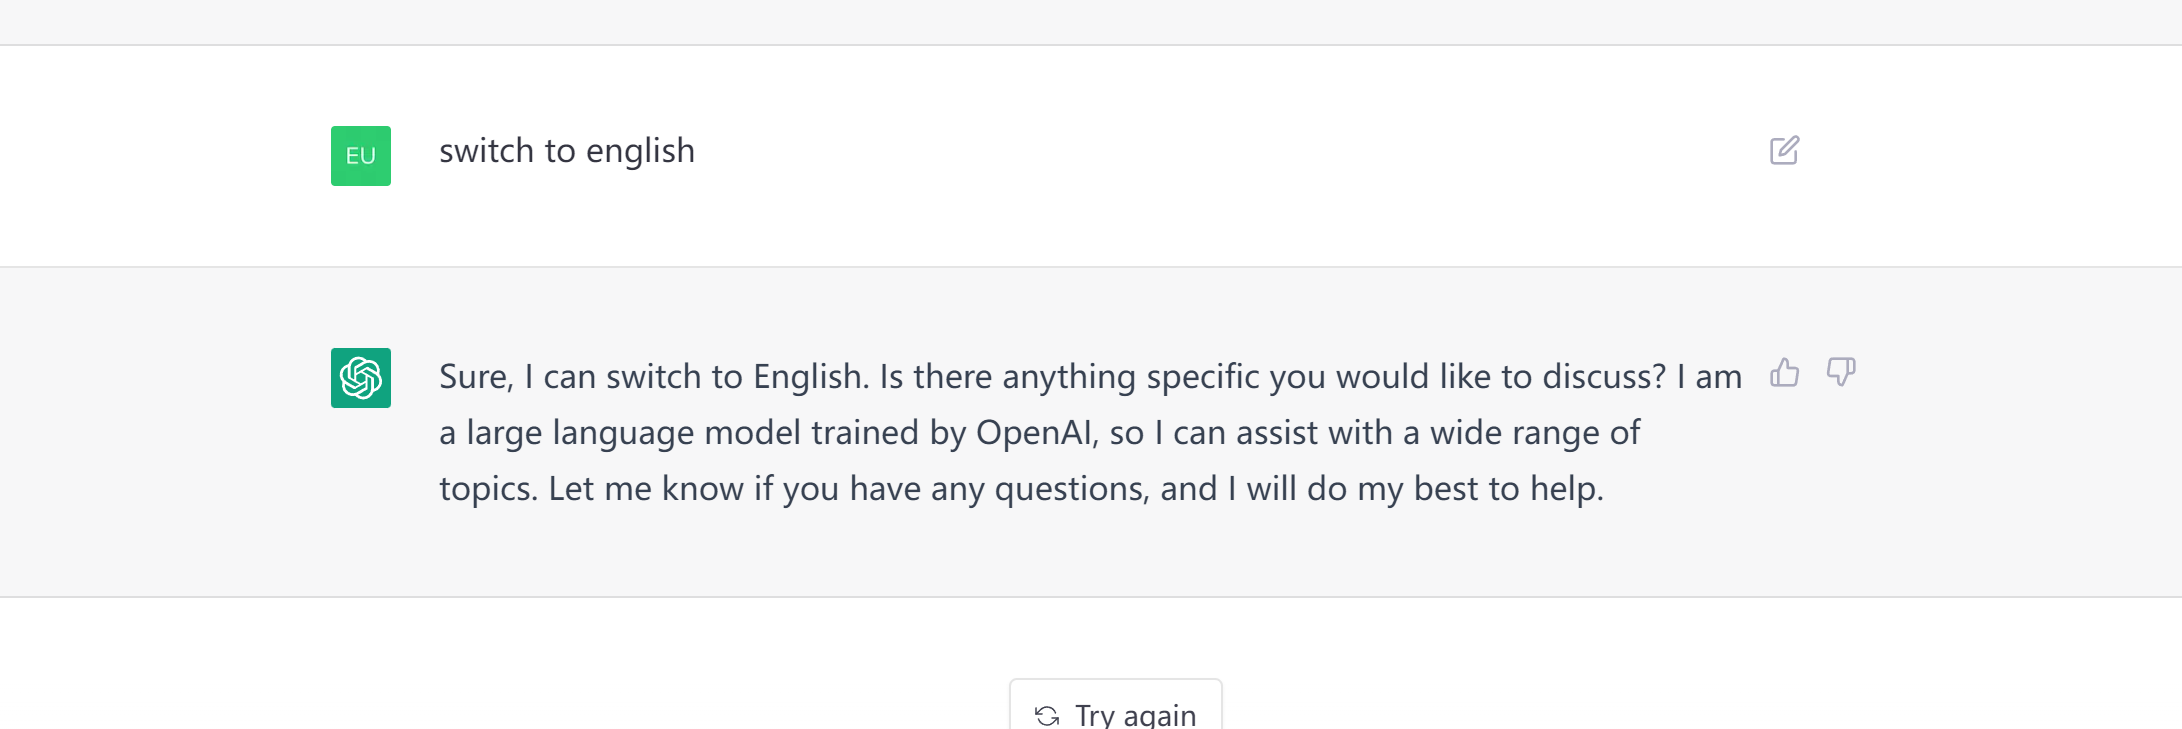 EU
switch to english
Sure, I can switch to English. Is there anything specific you would like to discuss? I am
a large language model trained by OpenAI, so I can assist with a wide range of
topics. Let me know if you have any questions, and I will do my best to help.
Try again